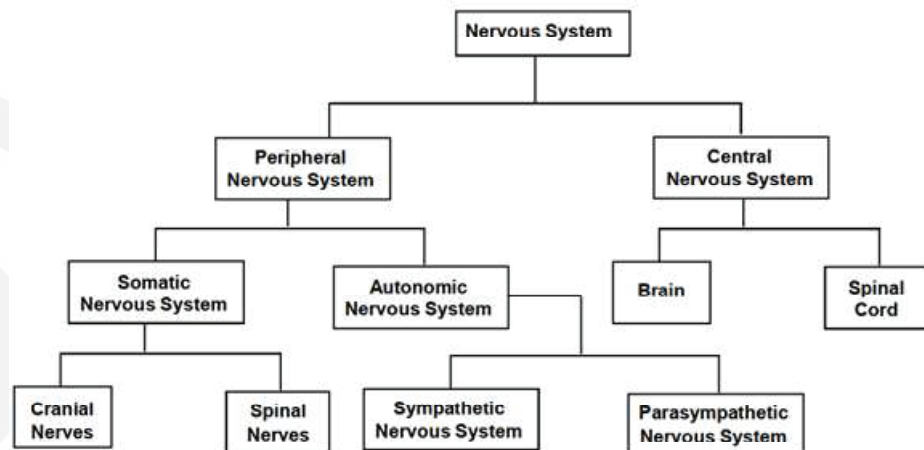 Nervous System
Peripheral
Nervous System
Central
Nervous System
Somatic
Nervous System
Autonomic
Nervous System
Brain
Spinal
Cord
Cranial
Nerves
Spinal
Nerves
Sympathetic
Nervous System
Parasympathetic
Nervous System